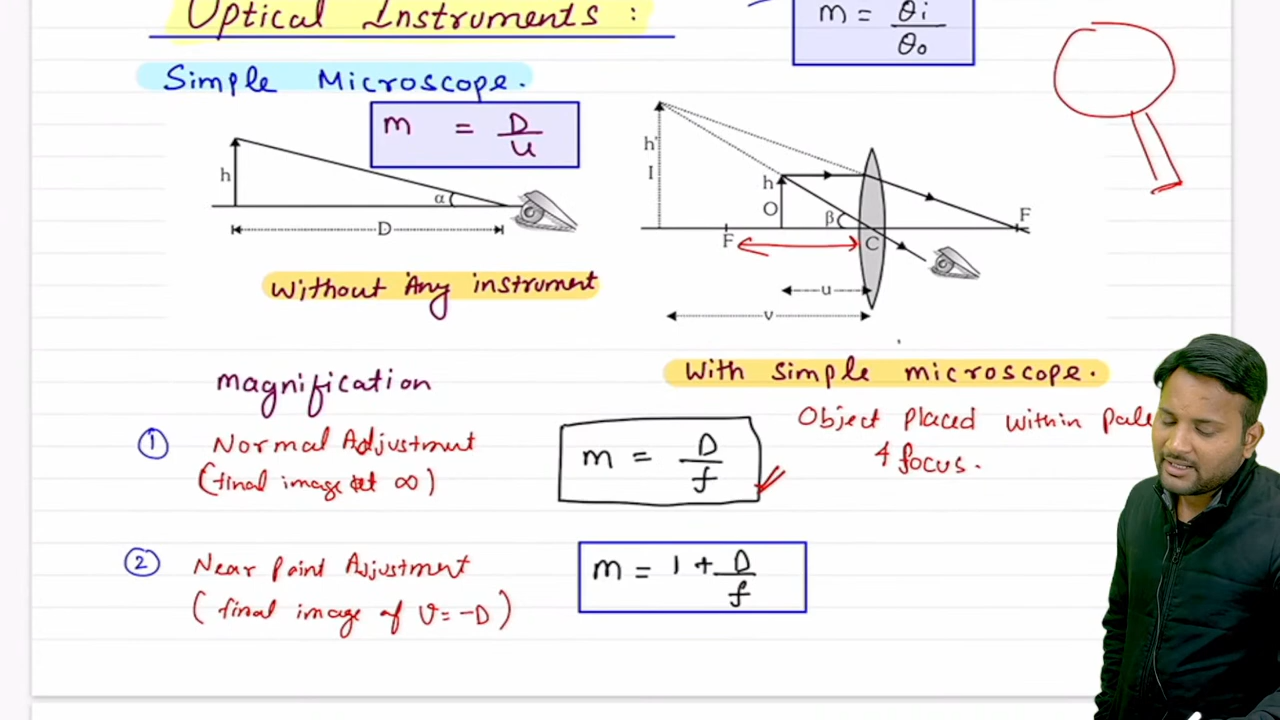 Optical Instruments :
m = θi / θo
Simple Microscope.
m = D / u
h
α
D
h'
I
h
O
β
F
C
F
u
v
Without Any instrument
With simple microscope.
magnification
Object placed within pole
& focus.
1 Normal Adjustment
(final image at ∞)
m = D / f
2 Near Point Adjustment
(final image of v = -D)
m = 1 + D / f